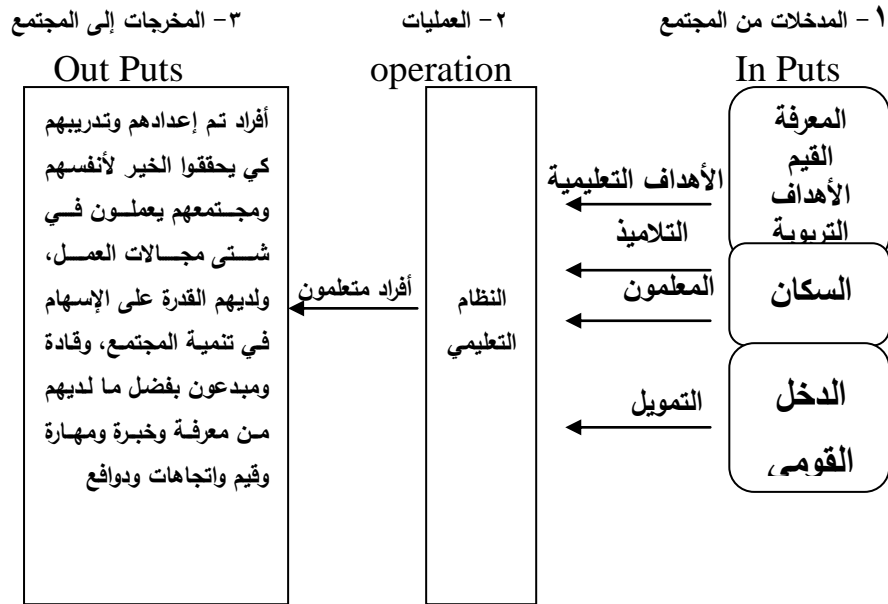 ١- المدخلات من المجتمع
٢- العمليات
٣- المخرجات إلى المجتمع
In Puts
operation
Out Puts
المعرفة
القيم
الأهداف
التربوية
السكان
الدخل
القومي
الأهداف التعليمية
التلاميذ
المعلمون
التمويل
النظام
التعليمي
أفراد متعلمون
أفراد تم إعدادهم وتدريبهم
كي يحققوا الخير لأنفسهم
ومجتمعهم يعملون في
شتى مجالات العمل،
ولديهم القدرة على الإسهام
في تنمية المجتمع، وقادة
ومبدعون بفضل ما لديهم
من معرفة وخبرة ومهارة
وقيم واتجاهات ودوافع